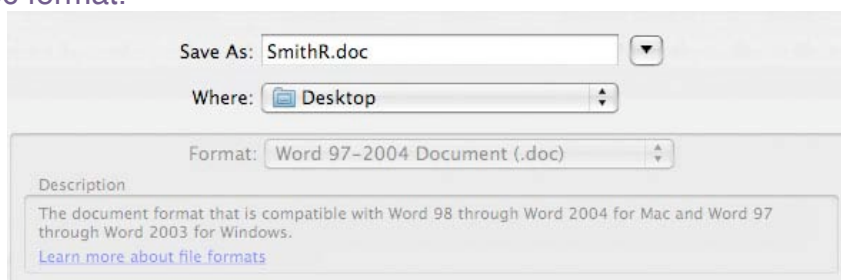 format.
Save As: SmithR.doc
Where: Desktop
Format: Word 97-2004 Document (.doc)
Description
The document format that is compatible with Word 98 through Word 2004 for Mac and Word 97
through Word 2003 for Windows.
Learn more about file formats